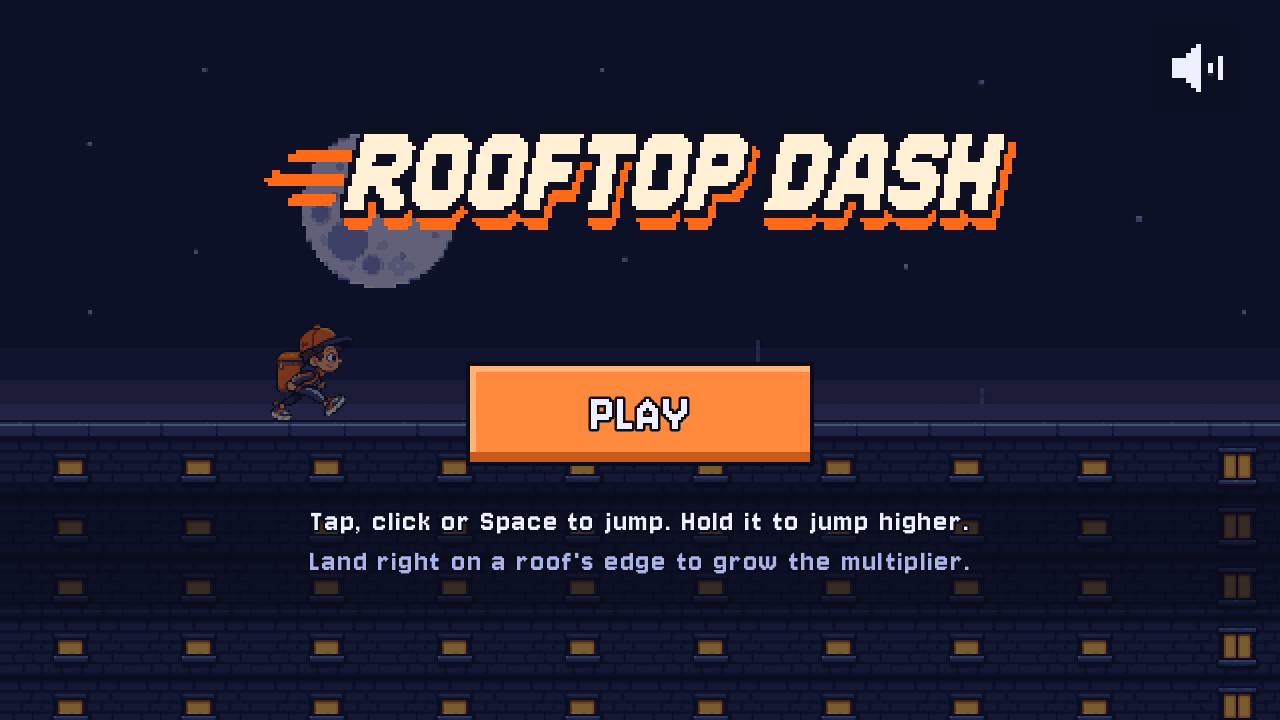 ROOFTOP DASH
PLAY
Tap, click or Space to jump. Hold it to jump higher.
Land right on a roof's edge to grow the multiplier.